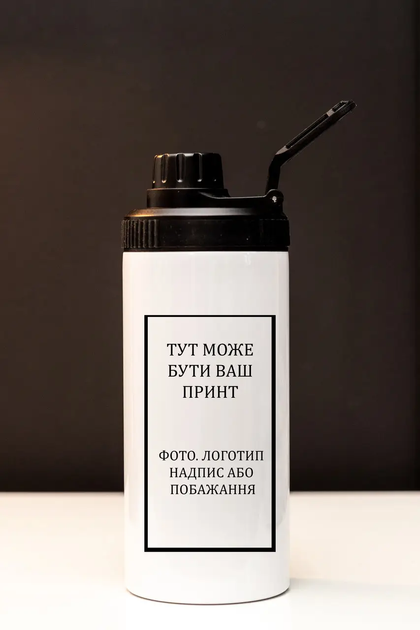 ТУТ МОЖЕ
БУТИ ВАШ
ПРИНТ
ФОТО. ЛОГОТИП
НАДПИС АБО
ПОБАЖАННЯ